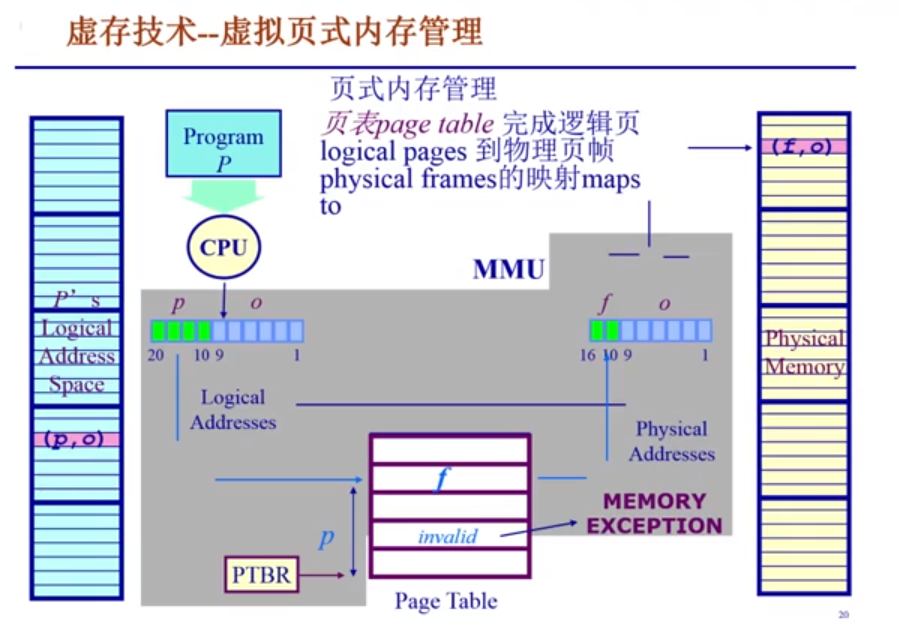 虚存技术--虚拟页式内存管理
页式内存管理
页表page table 完成逻辑页
logical pages 到物理页帧
physical frames的映射maps
to
Program
P
CPU
MMU
(f,o)
p o
20 10 9 1
f o
16 10 9 1
P's
Logical
Address
Space
(p,o)
Logical
Addresses
Physical
Addresses
Physical
Memory
f
p
invalid
MEMORY
EXCEPTION
PTBR
Page Table
20